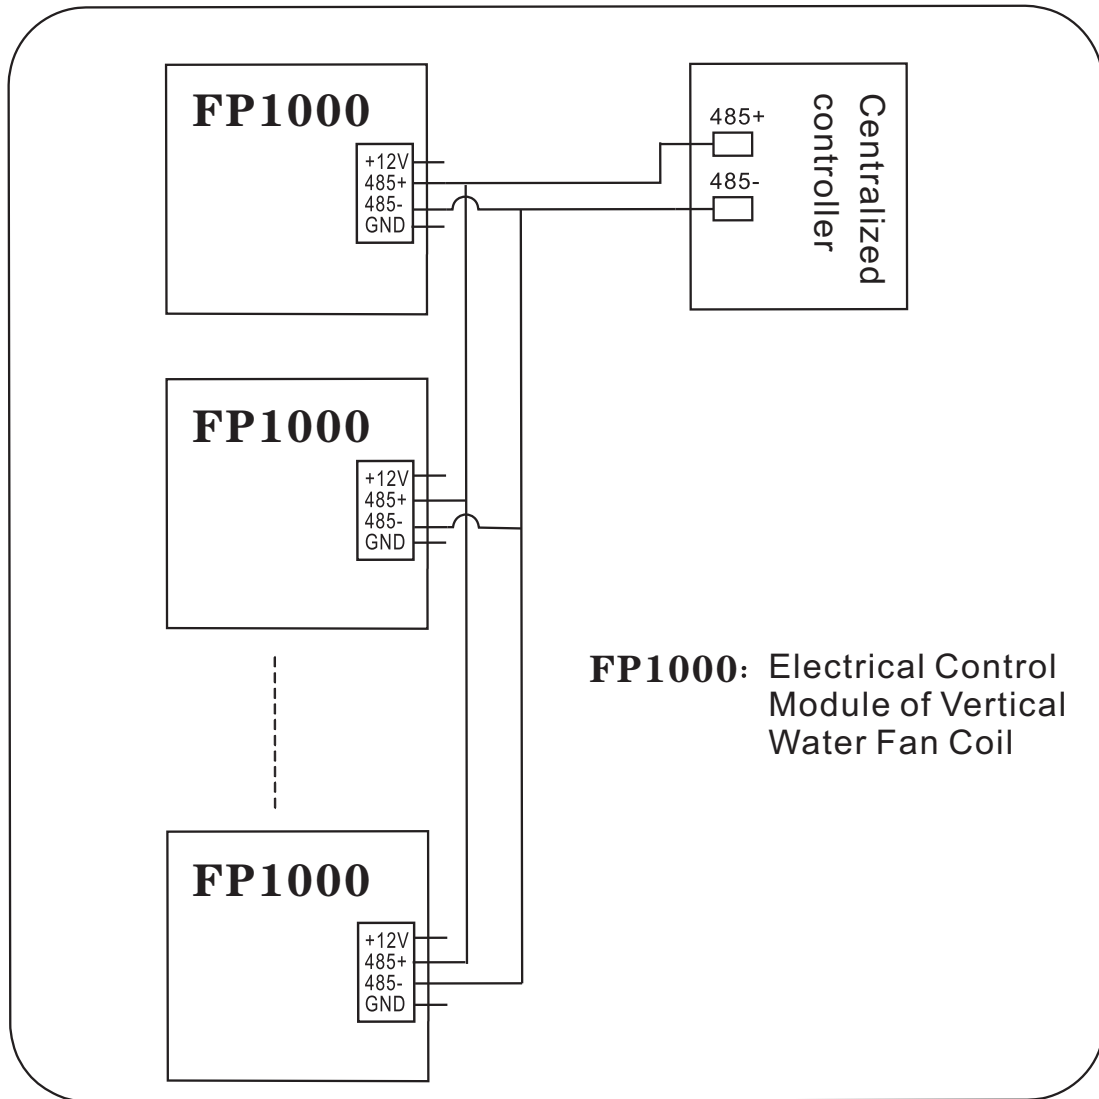 FP1000
+12V
485+
485-
GND
485+
485-
Centralized
controller
FP1000
+12V
485+
485-
GND
FP1000: Electrical Control
Module of Vertical
Water Fan Coil
FP1000
+12V
485+
485-
GND